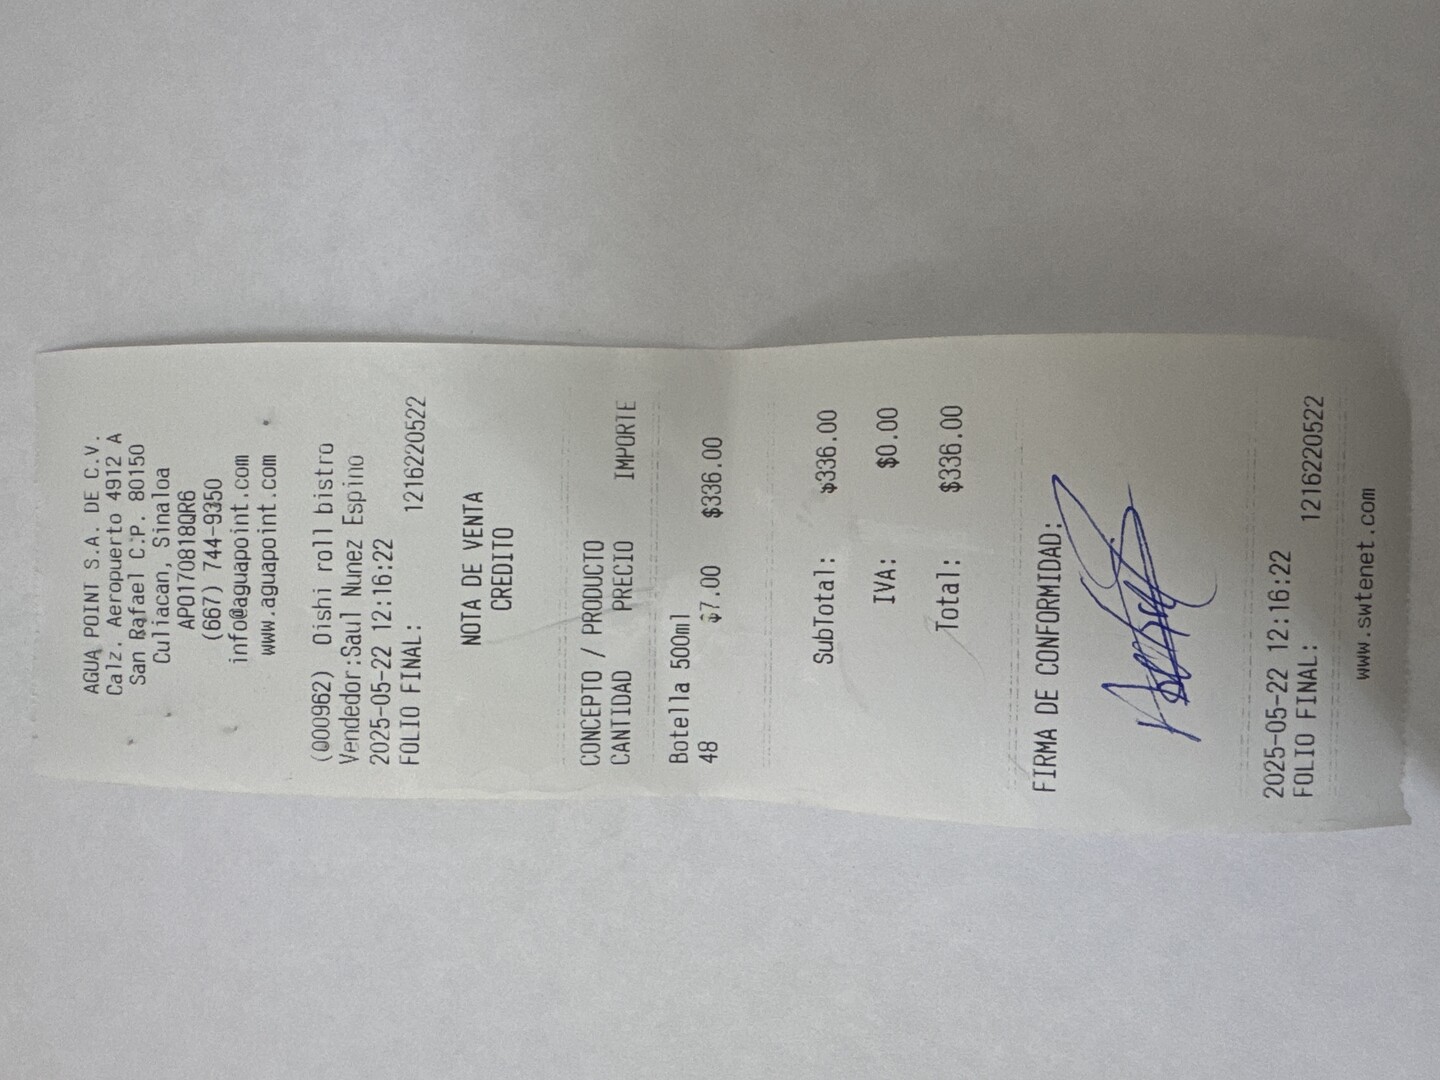 AGUA POINT S.A. DE C.V.
Calz. Aeropuerto 4912 A
San Rafael C.P. 80150
Culiacan, Sinaloa
APO170818QR6
(667) 744-9350
info@aguapoint.com
www.aguapoint.com
(000962) Oishi roll bistro
Vendedor:Saul Nunez Espino
2025-05-22 12:16:22
FOLIO FINAL: 1216220522
NOTA DE VENTA
CREDITO
CONCEPTO / PRODUCTO
CANTIDAD PRECIO IMPORTE
Botella 500ml
48 $7.00 $336.00
SubTotal: $336.00
IVA: $0.00
Total: $336.00
FIRMA DE CONFORMIDAD:
2025-05-22 12:16:22
FOLIO FINAL: 1216220522
www.swtenet.com